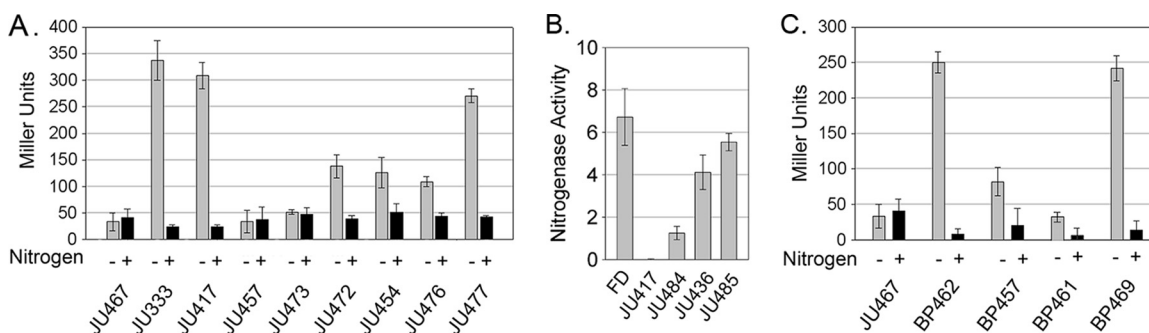 A.
Miller Units
400
350
300
250
200
150
100
50
0
Nitrogen - + - + - + - + - + - + - + - + - +
JU467 JU333 JU417 JU457 JU473 JU472 JU454 JU476 JU477
B.
Nitrogenase Activity
10
8
6
4
2
0
FD JU417 JU484 JU436 JU485
C.
Miller Units
300
250
200
150
100
50
0
Nitrogen - + - + - + - + - +
JU467 BP462 BP457 BP461 BP469